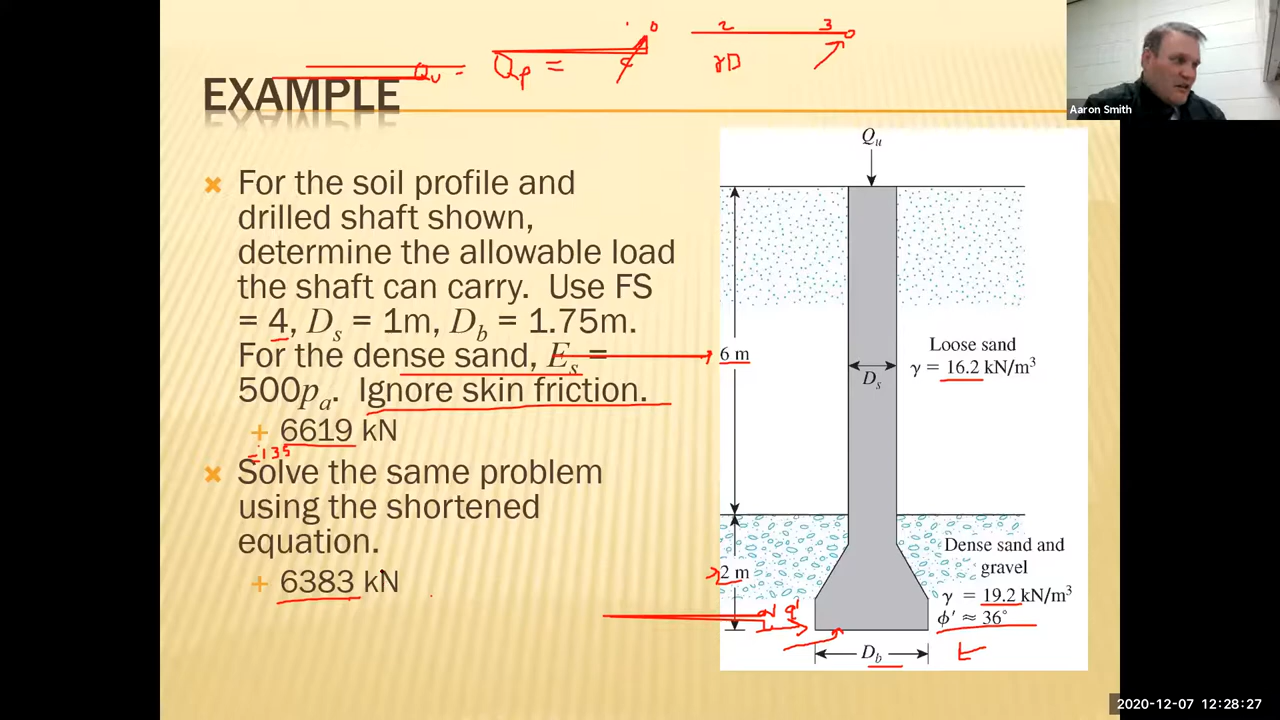 Qu = Qp =
γD
2
3
Aaron Smith
EXAMPLE
For the soil profile and
drilled shaft shown,
determine the allowable load
the shaft can carry. Use FS
= 4, Ds = 1m, Db = 1.75m.
For the dense sand, Es =
500pa. Ignore skin friction.
+ 6619 kN
-135
Solve the same problem
using the shortened
equation.
+ 6383 kN
Qu
6 m
Ds
Loose sand
γ = 16.2 kN/m³
2 m
Dense sand and
gravel
γ = 19.2 kN/m³
ϕ′ ≈ 36°
q'
Db
2020-12-07 12:28:27